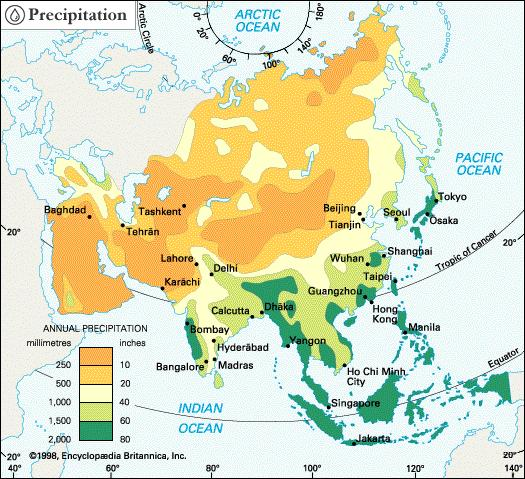 Precipitation
Arctic Circle
ARCTIC
OCEAN
0°
20°
60°
100°
140°
180°
PACIFIC
OCEAN
Baghdad
Tehrān
Tashkent
Beijing
Tianjin
Seoul
Tokyo
Osaka
20°
20°
Tropic of Cancer
Lahore
Delhi
Karāchi
Wuhan
Shanghai
Taipei
Guangzhou
Hong
Kong
Calcutta
Dhāka
Bombay
Hyderābad
Bangalore
Madras
Yangon
Manila
Ho Chi Minh
City
Equator
Singapore
Jakarta
INDIAN
OCEAN
ANNUAL PRECIPITATION
millimetres inches
250 10
500 20
1,000 40
1,500 60
2,000 80
©1998, Encyclopædia Britannica, Inc.
40° 60° 80° 100° 120° 140°